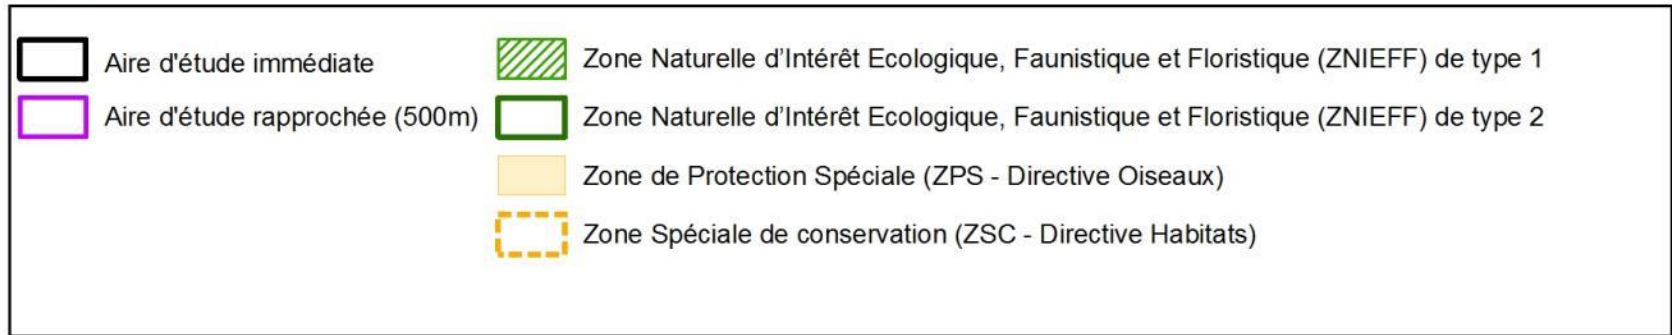 Aire d'étude immédiate
Aire d'étude rapprochée (500m)
Zone Naturelle d’Intérêt Ecologique, Faunistique et Floristique (ZNIEFF) de type 1
Zone Naturelle d’Intérêt Ecologique, Faunistique et Floristique (ZNIEFF) de type 2
Zone de Protection Spéciale (ZPS - Directive Oiseaux)
Zone Spéciale de conservation (ZSC - Directive Habitats)